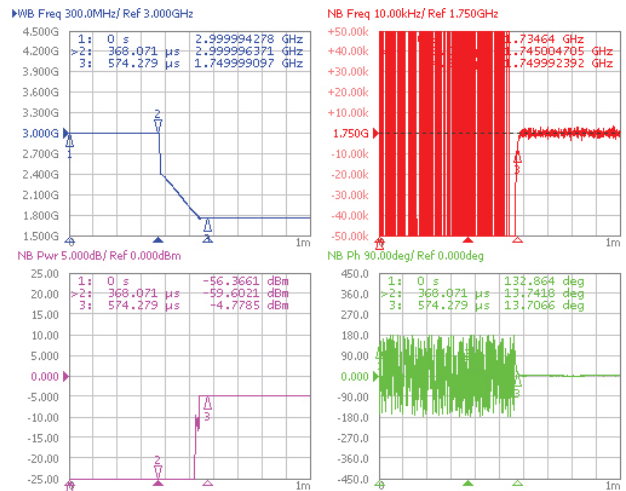 ▶WB Freq 300.0MHz/ Ref 3.000GHz
4.500G
4.200G
3.900G
3.600G
3.300G
3.000G
2.700G
2.400G
2.100G
1.800G
1.500G
1: 0 s 2.999994278 GHz
>2: 368.071 µs 2.999996371 GHz
3: 574.279 µs 1.749999097 GHz
2
1
1m
NB Freq 10.00kHz/ Ref 1.750GHz
+50.00k
+40.00k
+30.00k
+20.00k
+10.00k
1.750G
-10.00k
-20.00k
-30.00k
-40.00k
-50.00k
1.73464 GHz
1.745004705 GHz
1.749992392 GHz
3
1m
NB Pwr 5.000dB/ Ref 0.000dBm
25.00
20.00
15.00
10.00
5.000
0.000
-5.000
-10.00
-15.00
-20.00
-25.00
1: 0 s -56.3661 dBm
>2: 368.071 µs -59.6021 dBm
3: 574.279 µs -4.7785 dBm
3
2
1m
NB Ph 90.00deg/ Ref 0.000deg
450.0
360.0
270.0
180.0
90.00
0.000
-90.00
-180.0
-270.0
-360.0
-450.0
1: 0 s 132.864 deg
>2: 368.071 µs 13.7418 deg
3: 574.279 µs 13.7066 deg
3
1m